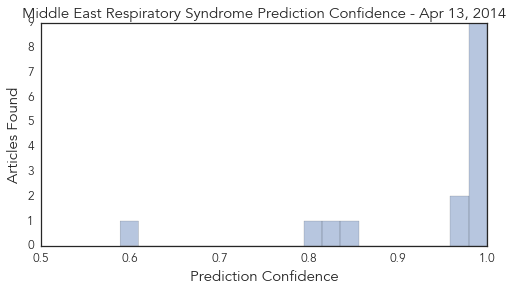 Middle East Respiratory Syndrome Prediction Confidence - Apr 13, 2014
9
8
7
6
5
4
3
2
1
0
Articles Found
0.5 0.6 0.7 0.8 0.9 1.0
Prediction Confidence